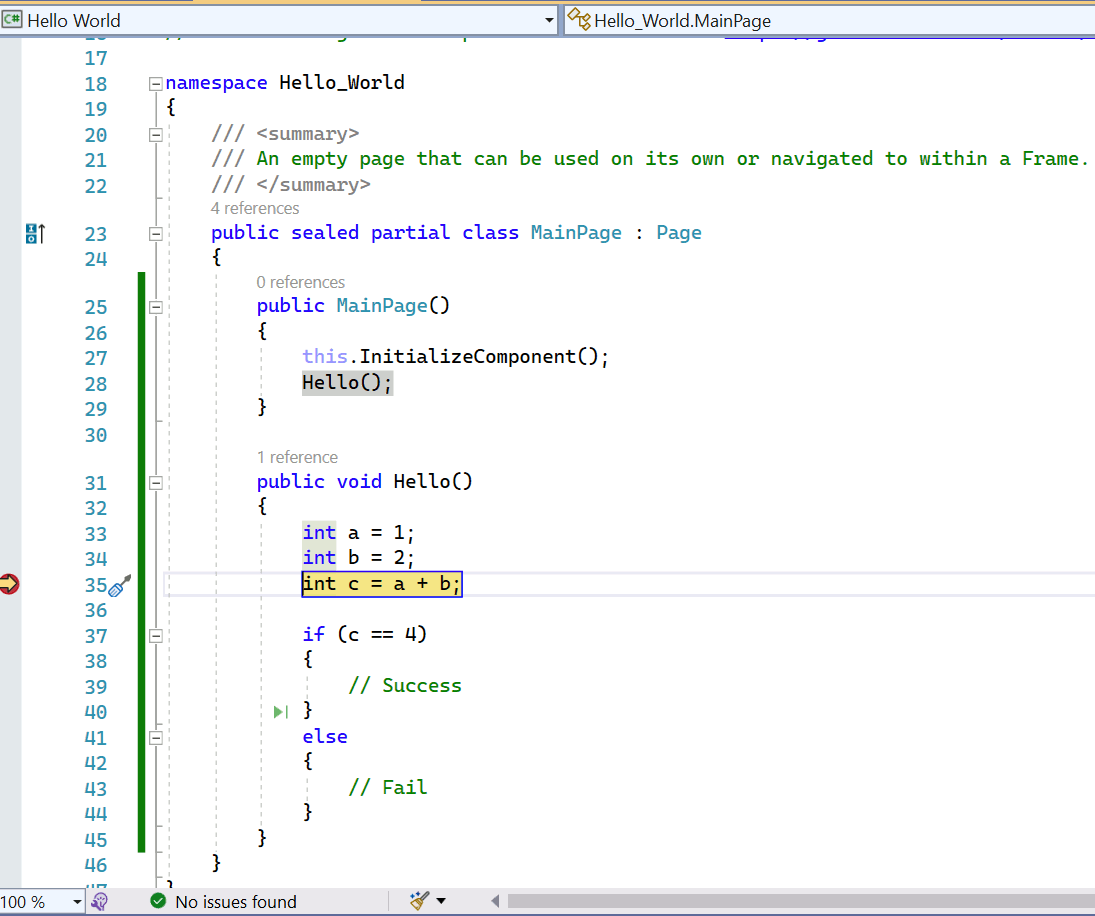 Hello World
Hello_World.MainPage
17
18 namespace Hello_World
19 {
20 /// <summary>
21 /// An empty page that can be used on its own or navigated to within a Frame.
22 /// </summary>
4 references
23 public sealed partial class MainPage : Page
24 {
0 references
25 public MainPage()
26 {
27 this.InitializeComponent();
28 Hello();
29 }
30
1 reference
31 public void Hello()
32 {
33 int a = 1;
34 int b = 2;
35 int c = a + b;
36
37 if (c == 4)
38 {
39 // Success
40 }
41 else
42 {
43 // Fail
44 }
45 }
46 }
100 % No issues found